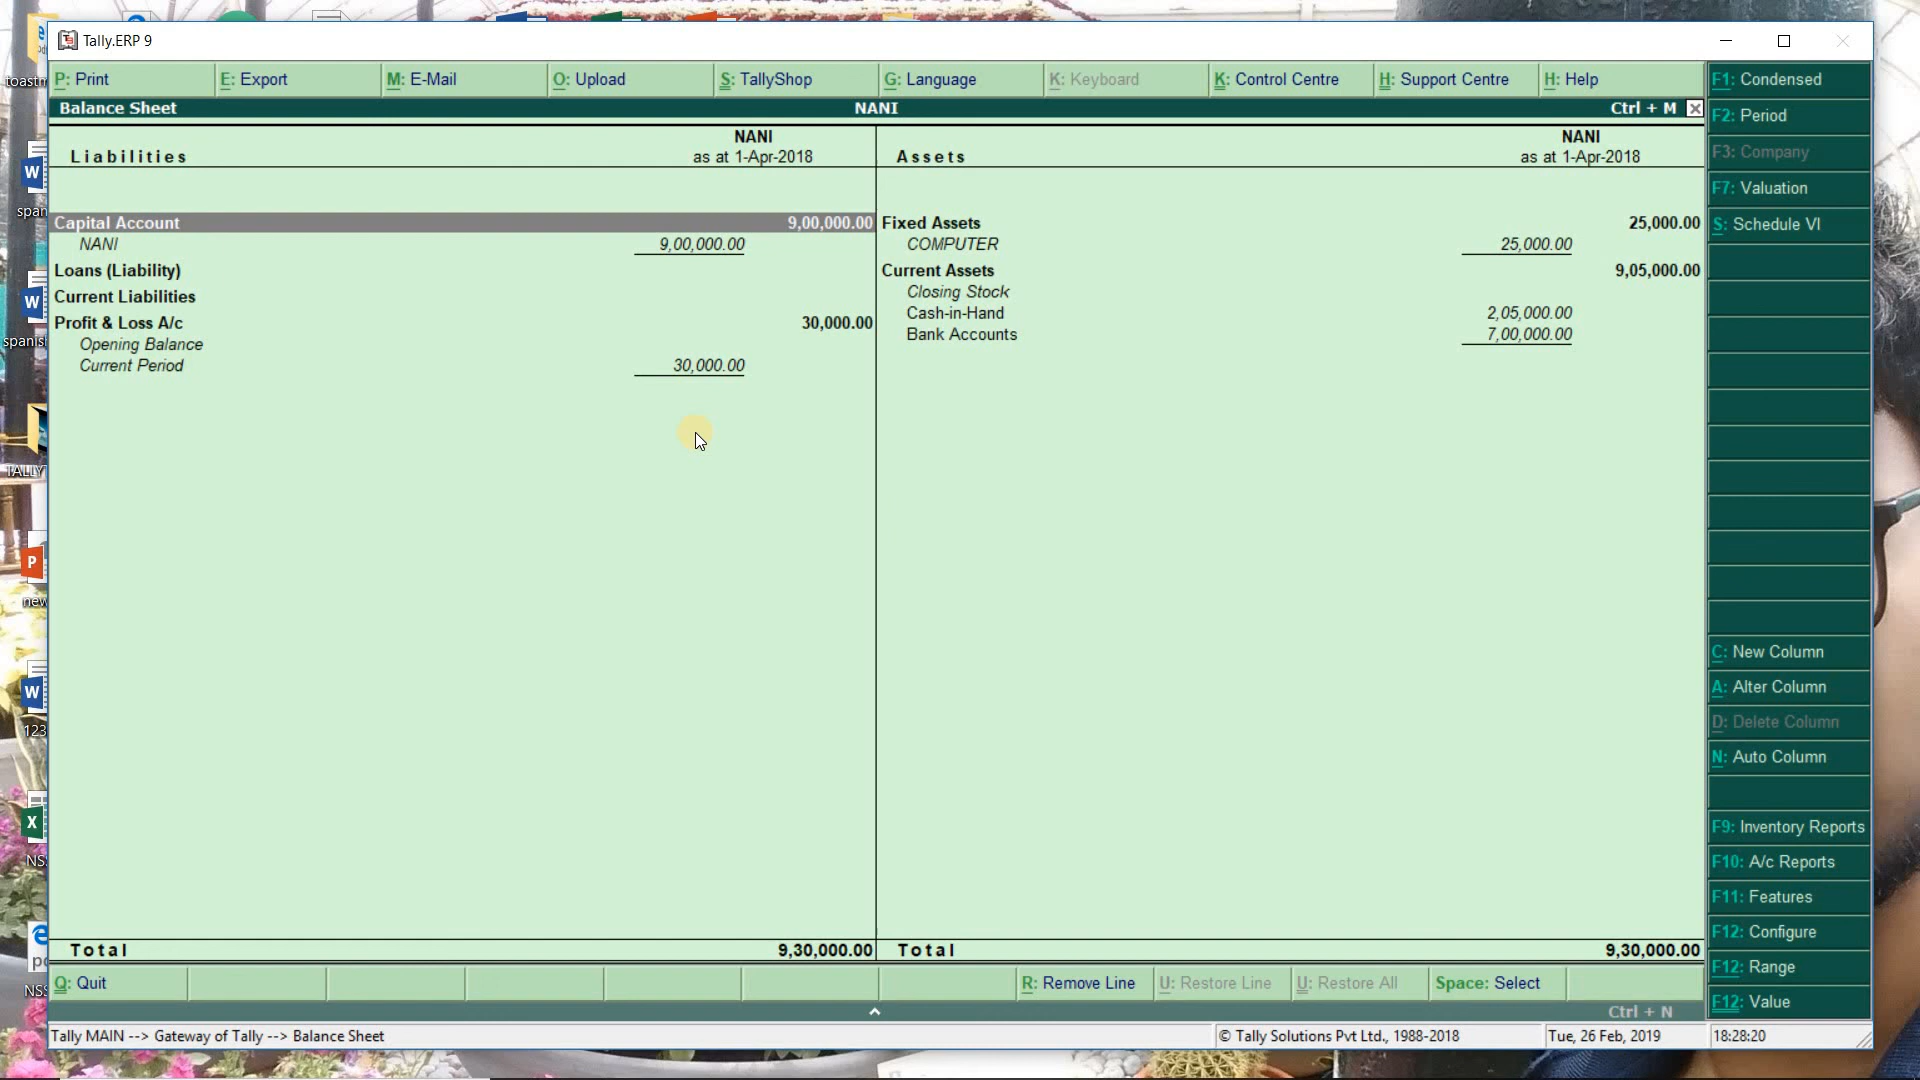 Tally.ERP 9
P: Print E: Export M: E-Mail O: Upload S: TallyShop G: Language K: Keyboard K: Control Centre H: Support Centre H: Help
Balance Sheet NANI Ctrl + M
NANI
Liabilities as at 1-Apr-2018
Capital Account 9,00,000.00
NANI 9,00,000.00
Loans (Liability)
Current Liabilities
Profit & Loss A/c 30,000.00
Opening Balance
Current Period 30,000.00
Total 9,30,000.00
NANI
Assets as at 1-Apr-2018
Fixed Assets 25,000.00
COMPUTER 25,000.00
Current Assets 9,05,000.00
Closing Stock
Cash-in-Hand 2,05,000.00
Bank Accounts 7,00,000.00
Total 9,30,000.00
F1: Condensed
F2: Period
F3: Company
F7: Valuation
S: Schedule VI
C: New Column
A: Alter Column
D: Delete Column
N: Auto Column
F9: Inventory Reports
F10: A/c Reports
F11: Features
F12: Configure
F12: Range
F12: Value
Q: Quit R: Remove Line U: Restore Line U: Restore All Space: Select
Ctrl + N
Tally MAIN --> Gateway of Tally --> Balance Sheet © Tally Solutions Pvt Ltd., 1988-2018 Tue, 26 Feb, 2019 18:28:20
W
W
TALLY
P
new
W
123
X